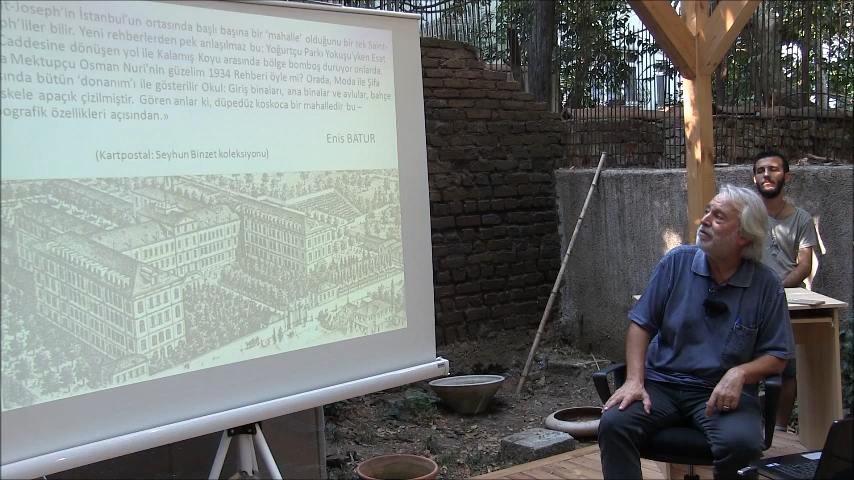 -Joseph'in İstanbul'un ortasında başlı başına bir 'mahalle' olduğunu bir tek Saint-
ph'liler bilir. Yeni rehberlerden pek anlaşılmaz bu: Yoğurtçu Parkı Yokuşu'yken Esat
Caddesine dönüşen yol ile Kalamış Koyu arasında bölge bomboş duruyor onlarda.
a Mektupçu Osman Nuri'nin güzelim 1934 Rehberi öyle mi? Orada, Moda ile Şifa
ında bütün 'donanım'ı ile gösterilir Okul: Giriş binaları, ana binalar ve avlular, bahçe
skele apaçık çizilmiştir. Gören anlar ki, düpedüz koskoca bir mahalledir bu –
ografik özellikleri açısından.»
Enis BATUR
(Kartpostal: Seyhun Binzet koleksiyonu)